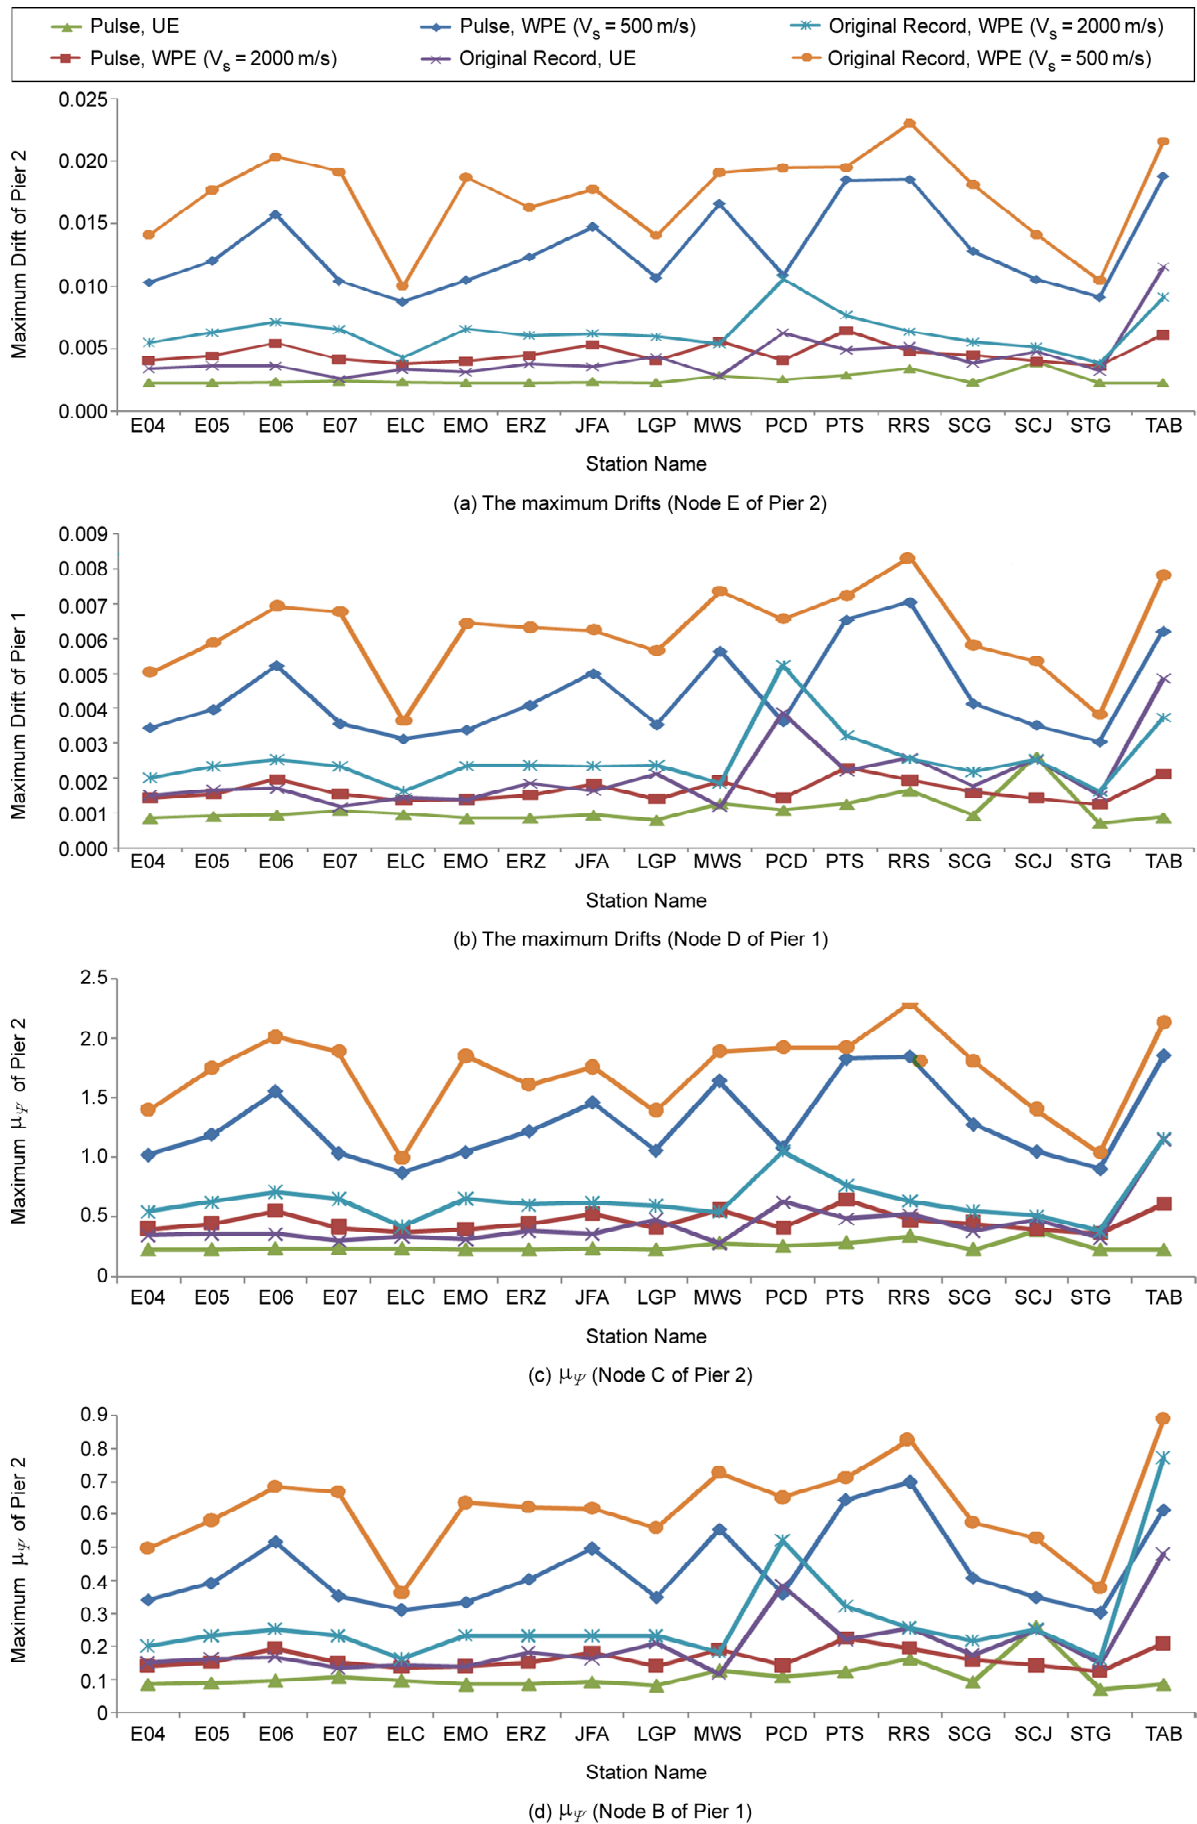 Pulse, UE
Pulse, WPE (Vs = 500 m/s)
Original Record, WPE (Vs = 2000 m/s)
Pulse, WPE (Vs = 2000 m/s)
Original Record, UE
Original Record, WPE (Vs = 500 m/s)
Maximum Drift of Pier 2
0.025
0.020
0.015
0.010
0.005
0.000
E04 E05 E06 E07 ELC EMO ERZ JFA LGP MWS PCD PTS RRS SCG SCJ STG TAB
Station Name
(a) The maximum Drifts (Node E of Pier 2)
Maximum Drift of Pier 1
0.009
0.008
0.007
0.006
0.005
0.004
0.003
0.002
0.001
0.000
E04 E05 E06 E07 ELC EMO ERZ JFA LGP MWS PCD PTS RRS SCG SCJ STG TAB
Station Name
(b) The maximum Drifts (Node D of Pier 1)
Maximum μΨ of Pier 2
2.5
2.0
1.5
1.0
0.5
0
E04 E05 E06 E07 ELC EMO ERZ JFA LGP MWS PCD PTS RRS SCG SCJ STG TAB
Station Name
(c) μΨ (Node C of Pier 2)
Maximum μΨ of Pier 2
0.9
0.8
0.7
0.6
0.5
0.4
0.3
0.2
0.1
0
E04 E05 E06 E07 ELC EMO ERZ JFA LGP MWS PCD PTS RRS SCG SCJ STG TAB
Station Name
(d) μΨ (Node B of Pier 1)